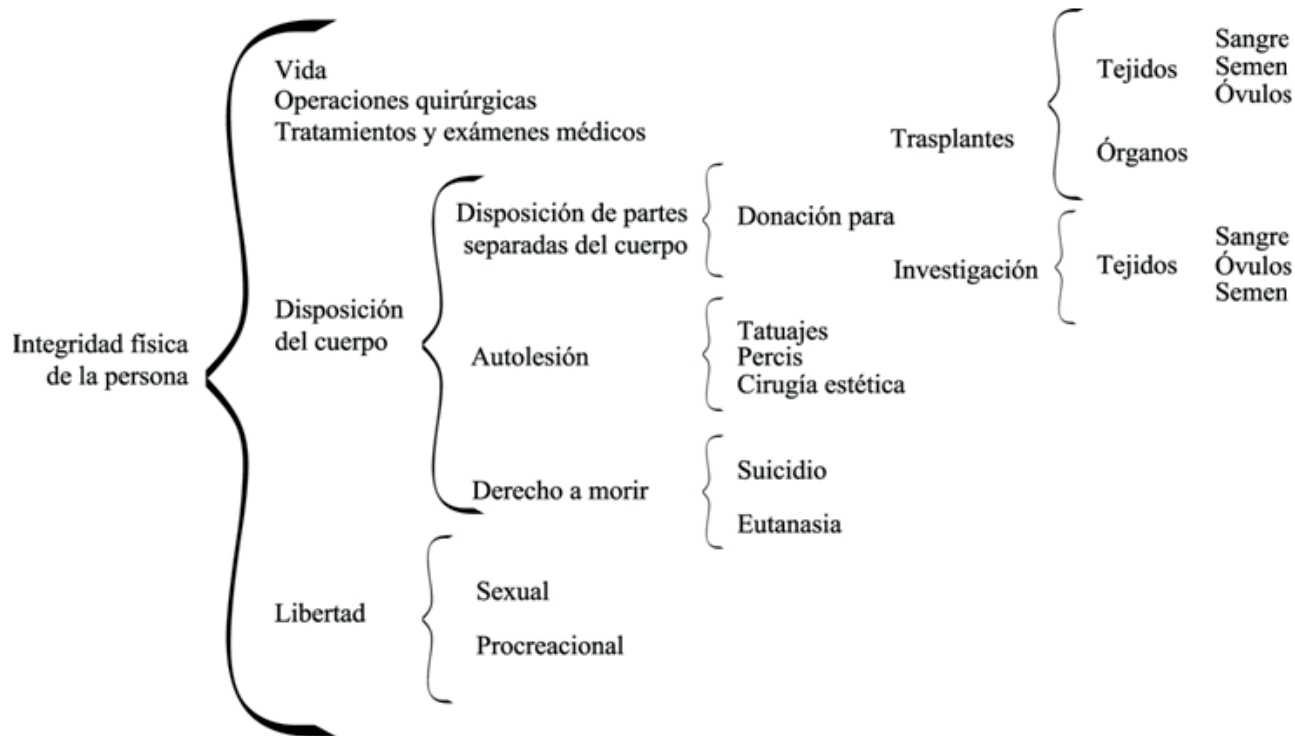 Integridad física
de la persona
Vida
Operaciones quirúrgicas
Tratamientos y exámenes médicos
Disposición
del cuerpo
Disposición de partes
separadas del cuerpo
Donación para
Trasplantes
Tejidos
Sangre
Semen
Óvulos
Órganos
Investigación
Tejidos
Sangre
Óvulos
Semen
Autolesión
Tatuajes
Percis
Cirugía estética
Derecho a morir
Suicidio
Eutanasia
Libertad
Sexual
Procreacional